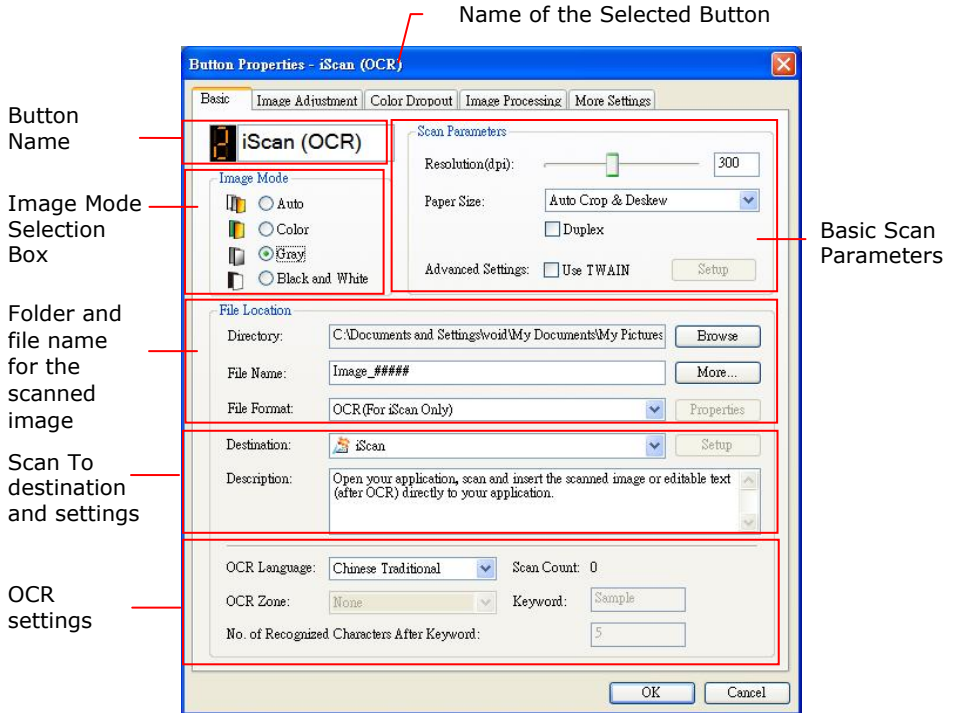 Name of the Selected Button
Button Properties - iScan (OCR)
Basic Image Adjustment Color Dropout Image Processing More Settings
Button
Name
2 iScan (OCR)
Scan Parameters
Resolution(dpi): 300
Paper Size: Auto Crop & Deskew
Duplex
Advanced Settings: Use TWAIN Setup
Basic Scan
Parameters
Image Mode
Selection
Box
Image Mode
Auto
Color
Gray
Black and White
Folder and
file name
for the
scanned
image
File Location
Directory: C:\Documents and Settings\void\My Documents\My Pictures Browse
File Name: Image_##### More...
File Format: OCR(For iScan Only) Properties
Scan To
destination
and settings
Destination: iScan Setup
Description: Open your application, scan and insert the scanned image or editable text
(after OCR) directly to your application.
OCR
settings
OCR Language: Chinese Traditional Scan Count: 0
OCR Zone: None Keyword: Sample
No. of Recognized Characters After Keyword: 5
OK Cancel